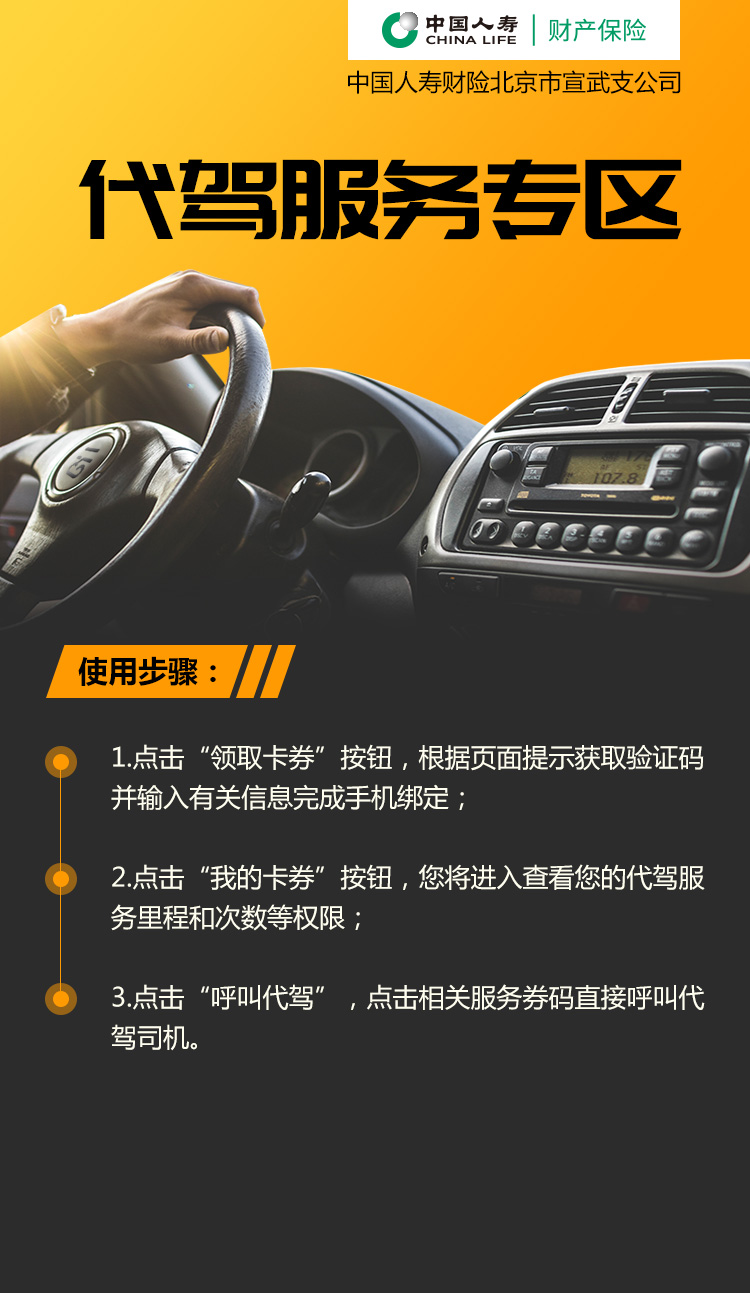 中国人寿
CHINA LIFE
财产保险
中国人寿财险北京市宣武支公司
代驾服务专区
107.8
TOYOTA
使用步骤：
1.点击“领取卡券”按钮，根据页面提示获取验证码
并输入有关信息完成手机绑定；
2.点击“我的卡券”按钮，您将进入查看您的代驾服
务里程和次数等权限；
3.点击“呼叫代驾”，点击相关服务券码直接呼叫代
驾司机。